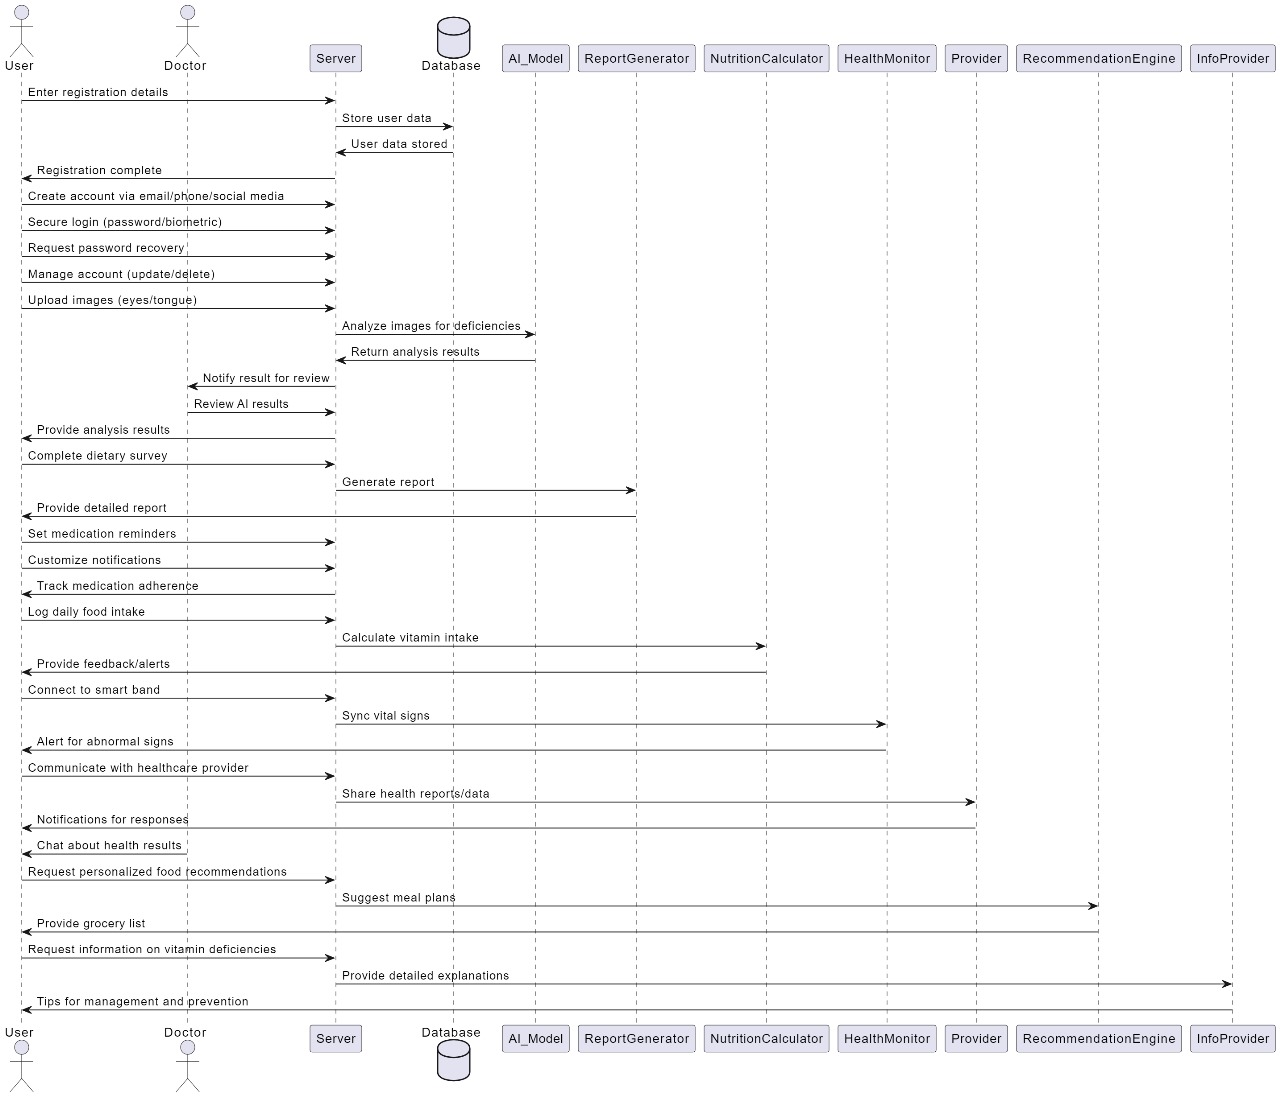 User
Doctor
Server
Database
AI_Model
ReportGenerator
NutritionCalculator
HealthMonitor
Provider
RecommendationEngine
InfoProvider
Enter registration details
Store user data
User data stored
Registration complete
Create account via email/phone/social media
Secure login (password/biometric)
Request password recovery
Manage account (update/delete)
Upload images (eyes/tongue)
Analyze images for deficiencies
Return analysis results
Notify result for review
Review AI results
Provide analysis results
Complete dietary survey
Generate report
Provide detailed report
Set medication reminders
Customize notifications
Track medication adherence
Log daily food intake
Calculate vitamin intake
Provide feedback/alerts
Connect to smart band
Sync vital signs
Alert for abnormal signs
Communicate with healthcare provider
Share health reports/data
Notifications for responses
Chat about health results
Request personalized food recommendations
Suggest meal plans
Provide grocery list
Request information on vitamin deficiencies
Provide detailed explanations
Tips for management and prevention
User
Doctor
Server
Database
AI_Model
ReportGenerator
NutritionCalculator
HealthMonitor
Provider
RecommendationEngine
InfoProvider